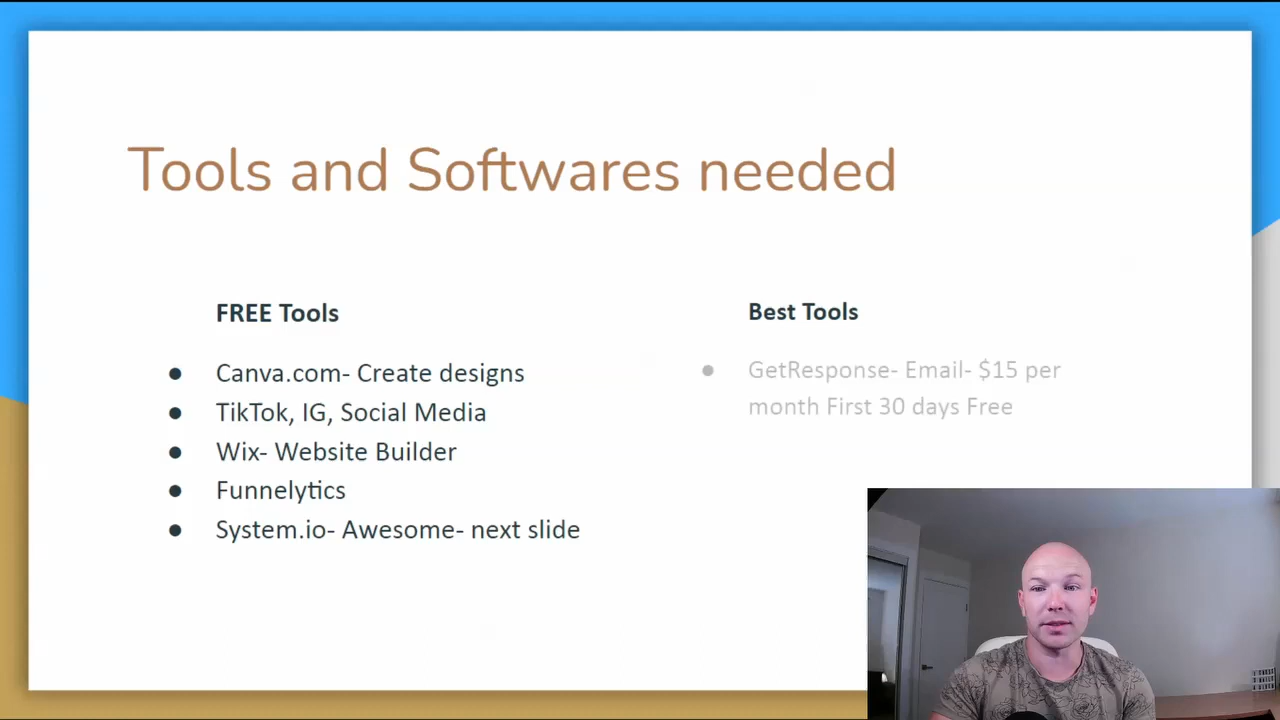 Tools and Softwares needed
FREE Tools
Canva.com- Create designs
TikTok, IG, Social Media
Wix- Website Builder
Funnelytics
System.io- Awesome- next slide
Best Tools
GetResponse- Email- $15 per
month First 30 days Free